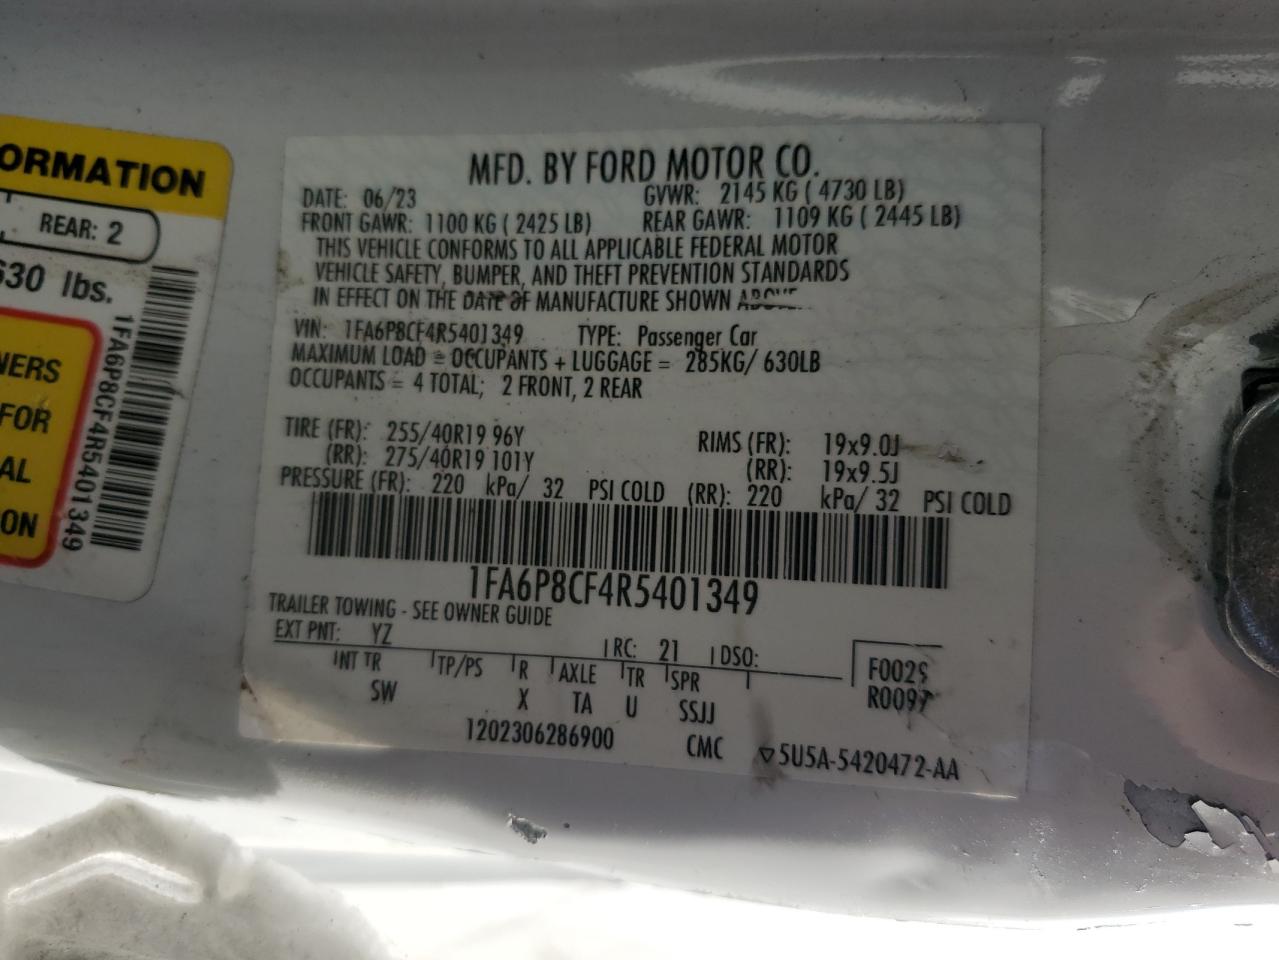 ORMATION
REAR: 2
630 lbs.
1FA6P8CF4R5401349
NERS
FOR
AL
ON
MFD. BY FORD MOTOR CO.
DATE: 06/23 GVWR: 2145 KG ( 4730 LB)
FRONT GAWR: 1100 KG ( 2425 LB) REAR GAWR: 1109 KG ( 2445 LB)
THIS VEHICLE CONFORMS TO ALL APPLICABLE FEDERAL MOTOR
VEHICLE SAFETY, BUMPER, AND THEFT PREVENTION STANDARDS
IN EFFECT ON THE DATE OF MANUFACTURE SHOWN ABOVE.
VIN: 1FA6P8CF4R5401349 TYPE: Passenger Car
MAXIMUM LOAD = OCCUPANTS + LUGGAGE = 285KG/ 630LB
OCCUPANTS = 4 TOTAL; 2 FRONT, 2 REAR
TIRE (FR): 255/40R19 96Y RIMS (FR): 19x9.0J
(RR): 275/40R19 101Y (RR): 19x9.5J
PRESSURE (FR): 220 kPa/ 32 PSI COLD (RR): 220 kPa/ 32 PSI COLD
1FA6P8CF4R5401349
TRAILER TOWING - SEE OWNER GUIDE
EXT PNT: YZ RC: 21 DSO:
INT TR TP/PS R AXLE TR SPR
SW X TA U SSJJ
F002
R009
1202306286900 CMC ▽5U5A-5420472-AA